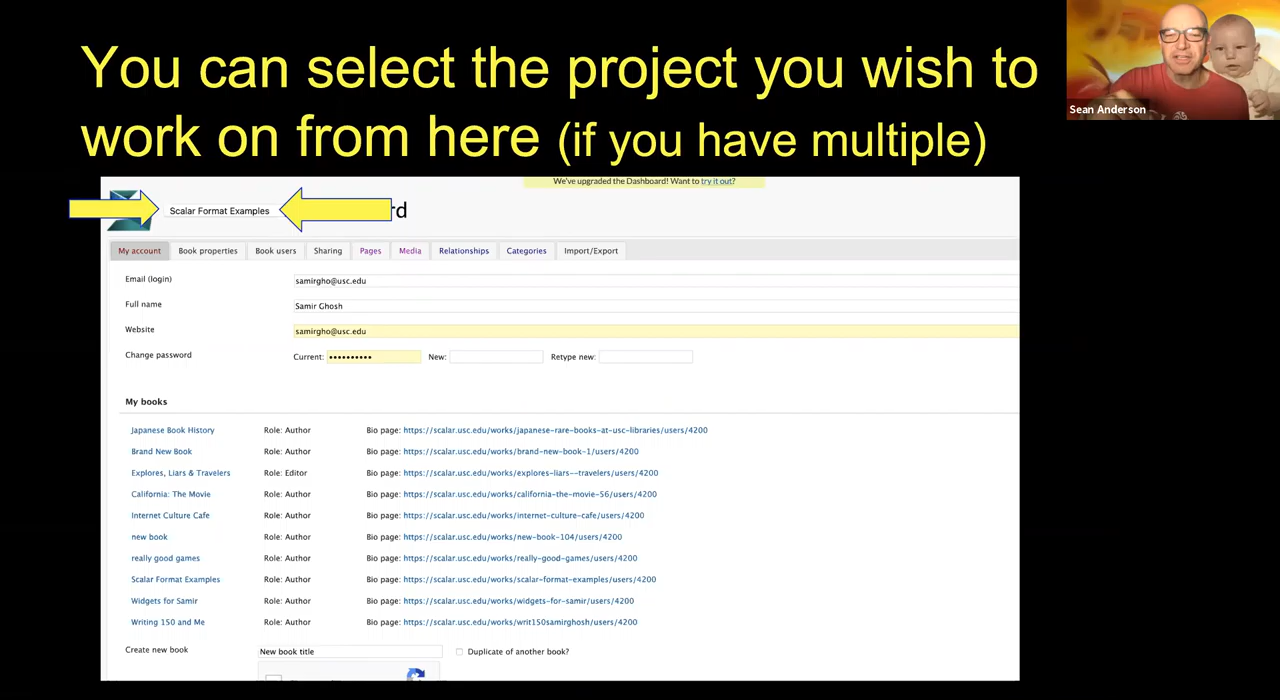 You can select the project you wish to
work on from here (if you have multiple)
Sean Anderson
We've upgraded the Dashboard! Want to try it out?
Scalar Format Examples rd
My account Book properties Book users Sharing Pages Media Relationships Categories Import/Export
Email (login) samirgho@usc.edu
Full name Samir Ghosh
Website samirgho@usc.edu
Change password Current: •••••••••• New: Retype new:
My books
Japanese Book History Role: Author Bio page: https://scalar.usc.edu/works/japanese-rare-books-at-usc-libraries/users/4200
Brand New Book Role: Author Bio page: https://scalar.usc.edu/works/brand-new-book-1/users/4200
Explores, Liars & Travelers Role: Editor Bio page: https://scalar.usc.edu/works/explores-liars--travelers/users/4200
California: The Movie Role: Author Bio page: https://scalar.usc.edu/works/california-the-movie-56/users/4200
Internet Culture Cafe Role: Author Bio page: https://scalar.usc.edu/works/internet-culture-cafe/users/4200
new book Role: Author Bio page: https://scalar.usc.edu/works/new-book-104/users/4200
really good games Role: Author Bio page: https://scalar.usc.edu/works/really-good-games/users/4200
Scalar Format Examples Role: Author Bio page: https://scalar.usc.edu/works/scalar-format-examples/users/4200
Widgets for Samir Role: Author Bio page: https://scalar.usc.edu/works/widgets-for-samir/users/4200
Writing 150 and Me Role: Author Bio page: https://scalar.usc.edu/works/writ150samirghosh/users/4200
Create new book New book title Duplicate of another book?